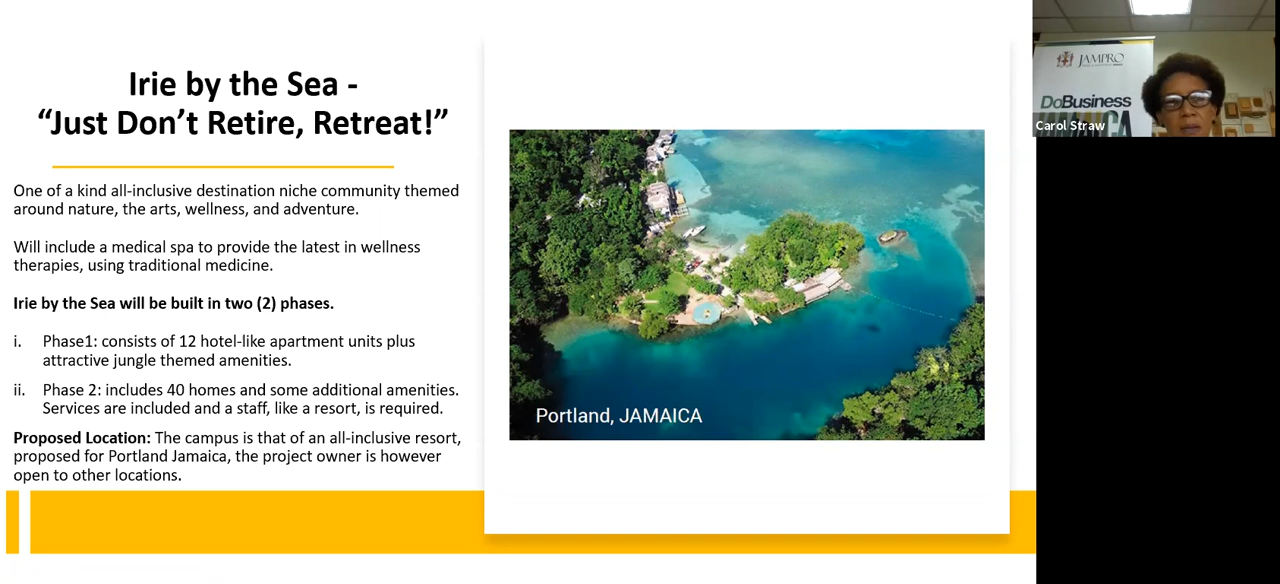 Irie by the Sea -
“Just Don’t Retire, Retreat!”
One of a kind all-inclusive destination niche community themed
around nature, the arts, wellness, and adventure.
Will include a medical spa to provide the latest in wellness
therapies, using traditional medicine.
Irie by the Sea will be built in two (2) phases.
i. Phase1: consists of 12 hotel-like apartment units plus
attractive jungle themed amenities.
ii. Phase 2: includes 40 homes and some additional amenities.
Services are included and a staff, like a resort, is required.
Proposed Location: The campus is that of an all-inclusive resort,
proposed for Portland Jamaica, the project owner is however
open to other locations.
Portland, JAMAICA
JAMPRO
DoBusiness
JAMAICA
Carol Straw